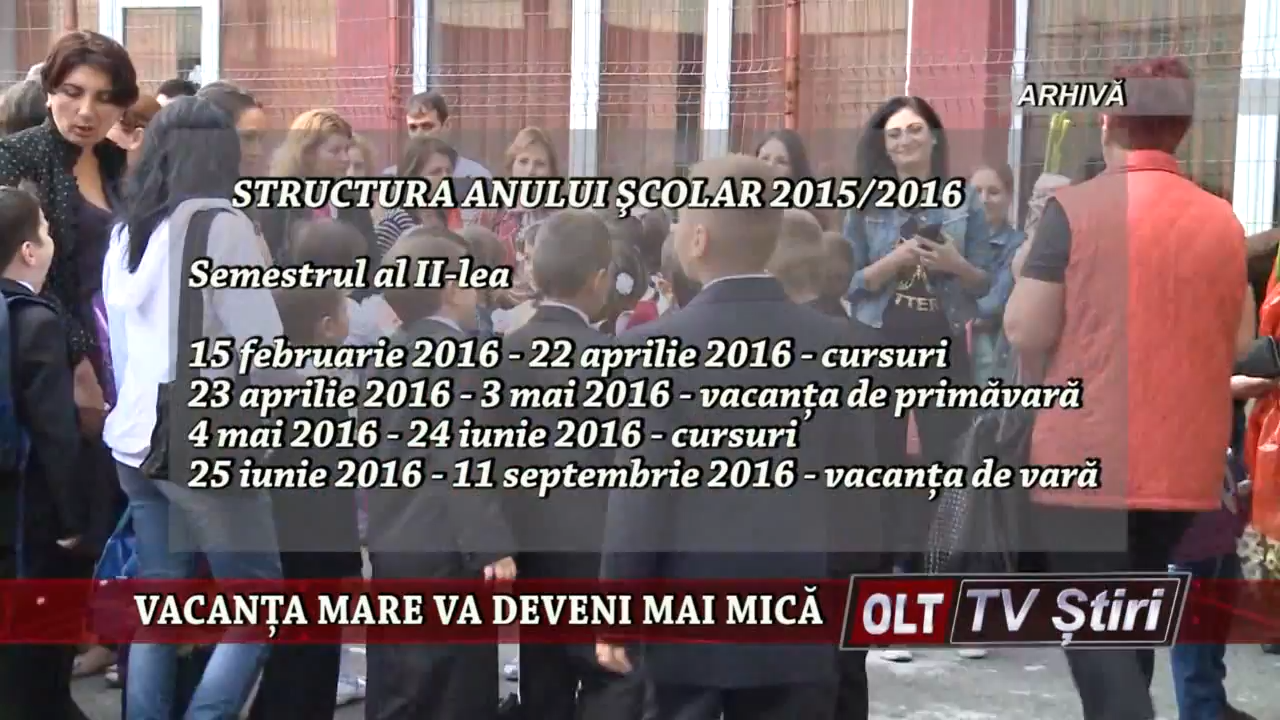 ARHIVĂ
STRUCTURA ANULUI ŞCOLAR 2015/2016
Semestrul al II-lea
15 februarie 2016 - 22 aprilie 2016 - cursuri
23 aprilie 2016 - 3 mai 2016 - vacanța de primăvară
4 mai 2016 - 24 iunie 2016 - cursuri
25 iunie 2016 - 11 septembrie 2016 - vacanța de vară
VACANȚA MARE VA DEVENI MAI MICĂ
OLT TV Știri